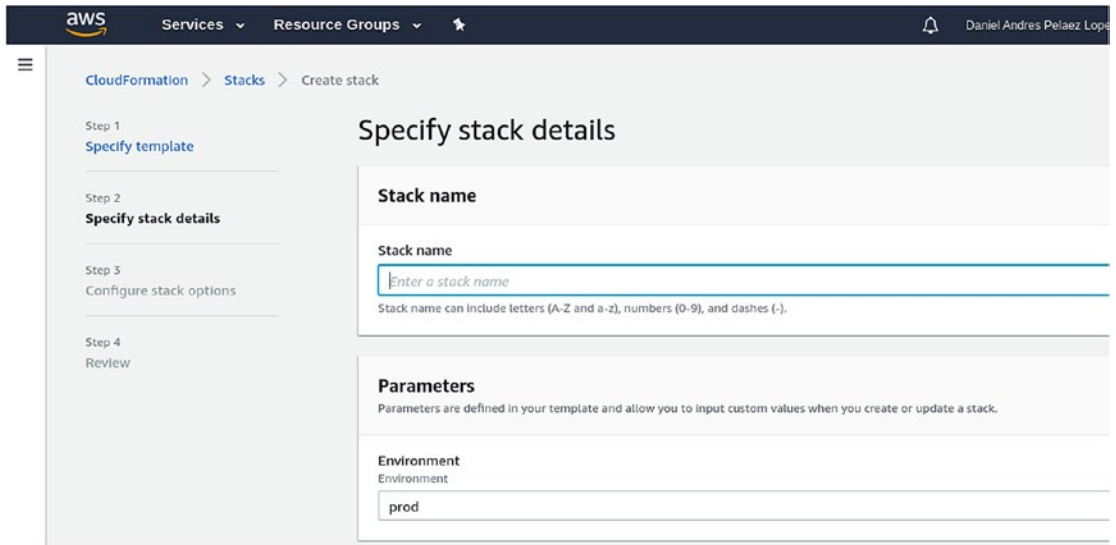 aws Services Resource Groups Daniel Andres Pelaez Lope
CloudFormation > Stacks > Create stack
Step 1
Specify template
Step 2
Specify stack details
Step 3
Configure stack options
Step 4
Review
Specify stack details
Stack name
Stack name
Enter a stack name
Stack name can include letters (A-Z and a-z), numbers (0-9), and dashes (-).
Parameters
Parameters are defined in your template and allow you to input custom values when you create or update a stack.
Environment
Environment
prod